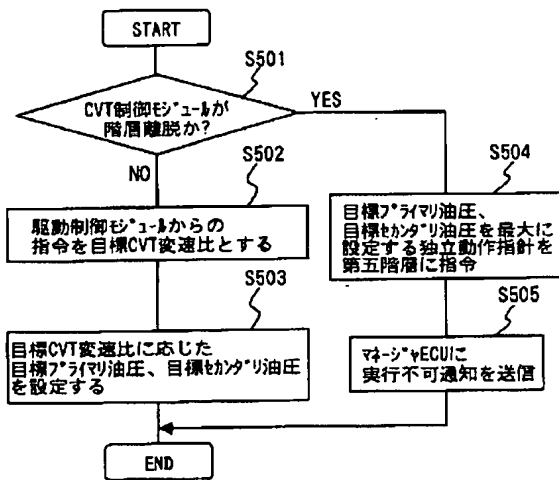 START
S501
CVT制御ﾓｼﾞｭｰﾙが
階層離脱か?
YES
NO
S502
駆動制御ﾓｼﾞｭｰﾙからの
指令を目標CVT変速比とする
S503
目標CVT変速比に応じた
目標ﾌﾟﾗｲﾏﾘ油圧、目標ｾｶﾝﾀﾞﾘ油圧
を設定する
S504
目標ﾌﾟﾗｲﾏﾘ油圧、
目標ｾｶﾝﾀﾞﾘ油圧を最大に
設定する独立動作指針を
第五階層に指令
S505
ﾏﾈｰｼﾞｬECUに
実行不可通知を送信
END